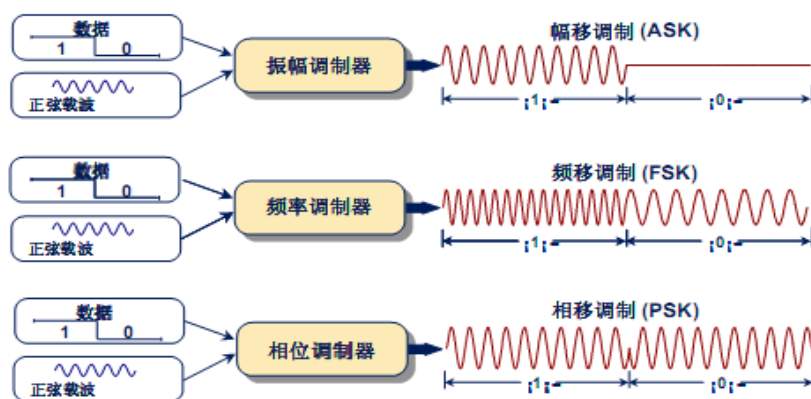 数据
1 0
正弦载波
振幅调制器
幅移调制 (ASK)
¡1¡
¡0¡
数据
1 0
正弦载波
频率调制器
频移调制 (FSK)
¡1¡
¡0¡
数据
1 0
正弦载波
相位调制器
相移调制 (PSK)
¡1¡
¡0¡